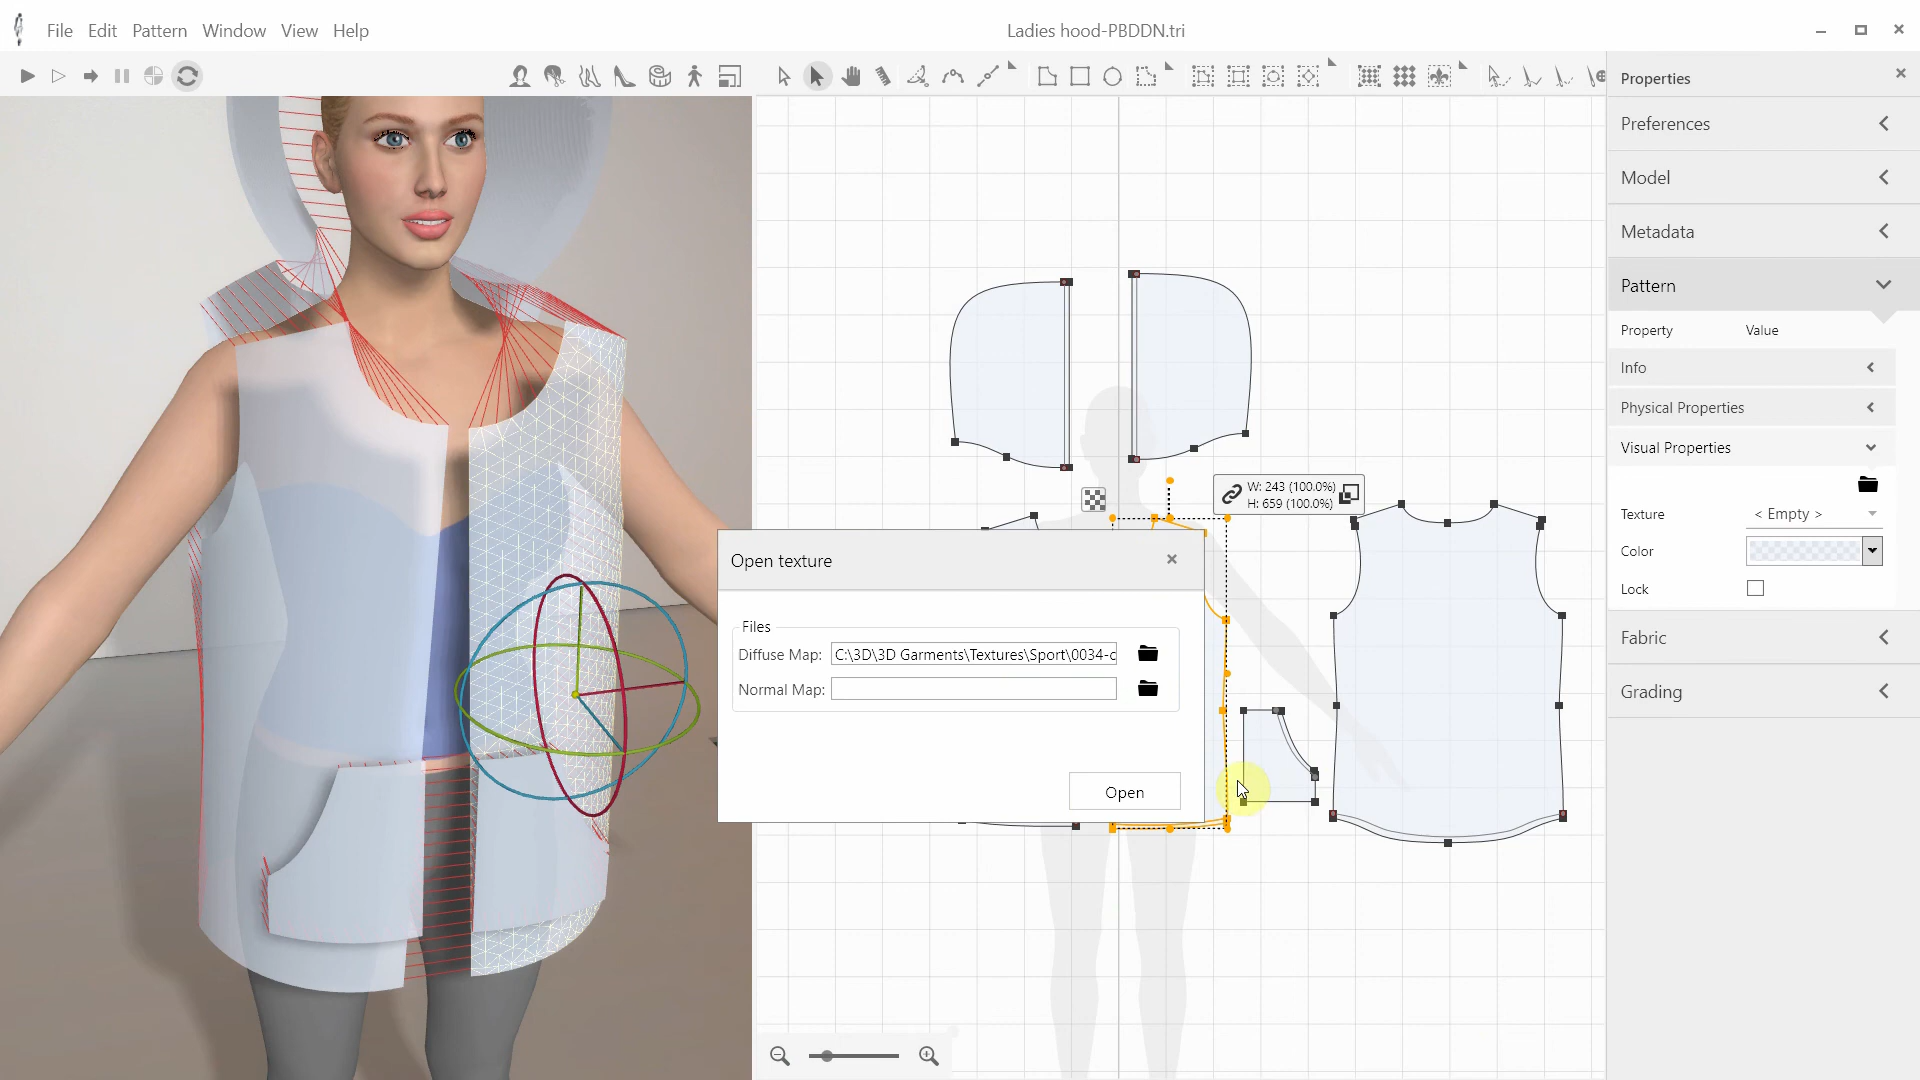 File Edit Pattern Window View Help
Ladies hood-PBDDN.tri
Properties
Preferences
Model
Metadata
Pattern
Property Value
Info
Physical Properties
Visual Properties
Texture < Empty >
Color
Lock
Fabric
Grading
W: 243 (100.0%)
H: 659 (100.0%)
Open texture
Files
Diffuse Map: C:\3D\3D Garments\Textures\Sport\0034-c
Normal Map:
Open